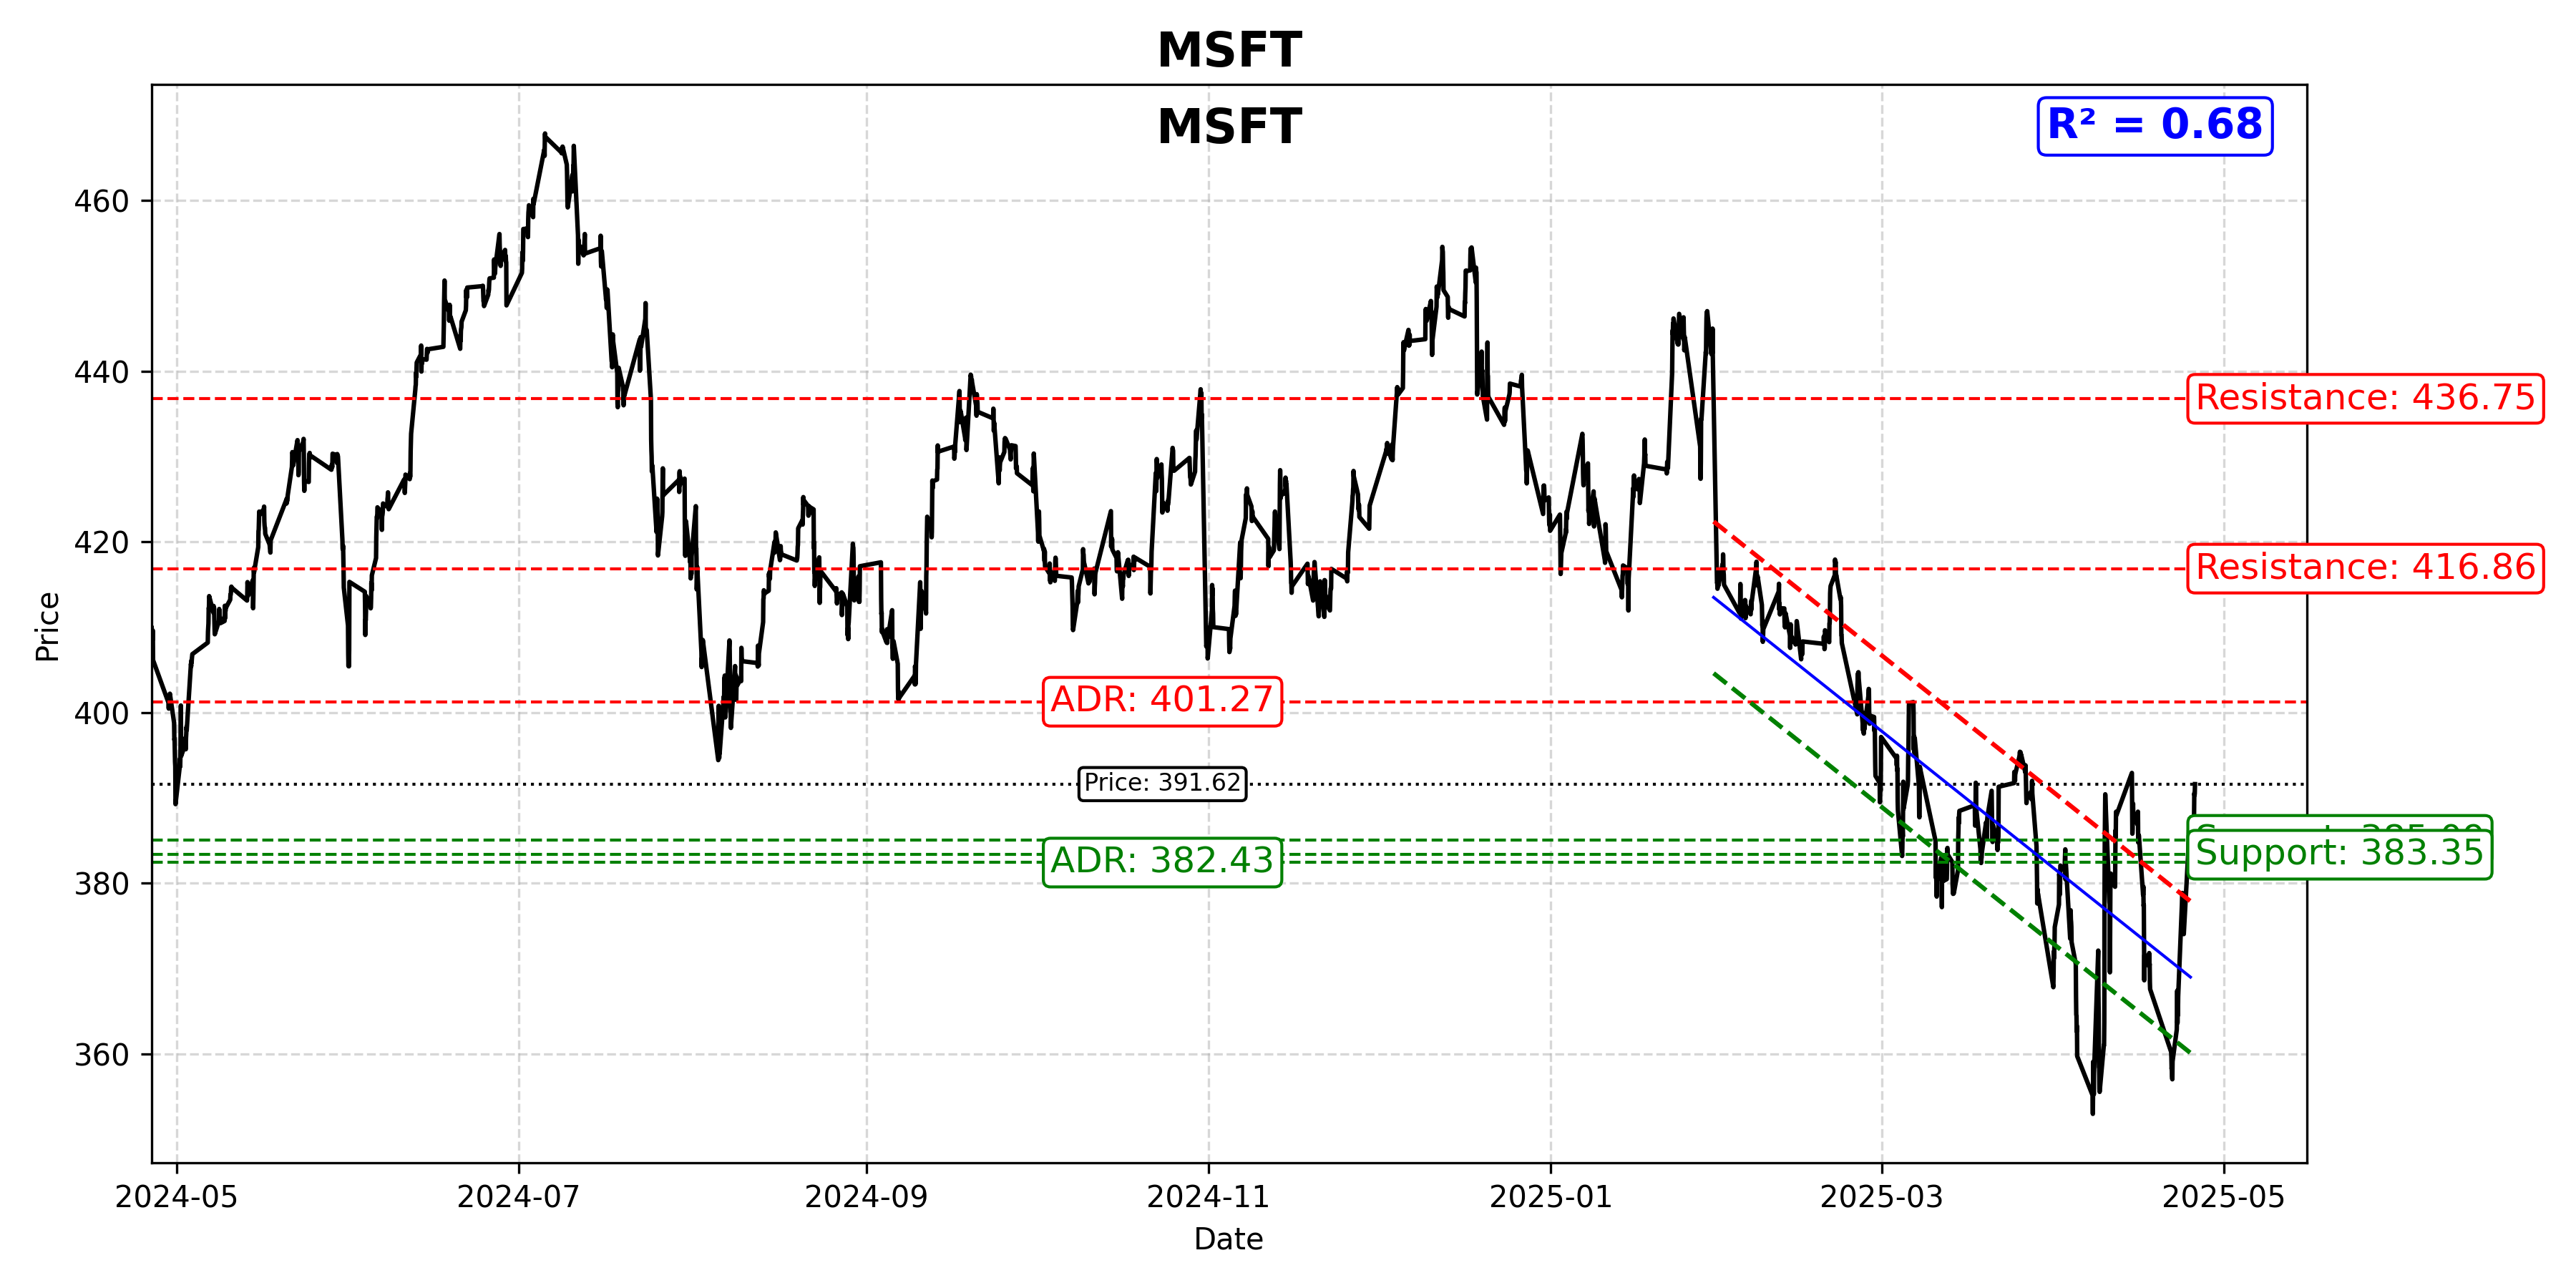 MSFT
MSFT
R² = 0.68
460
440
420
400
380
360
Price
Resistance: 436.75
Resistance: 416.86
ADR: 401.27
Price: 391.62
ADR: 382.43
Support: 383.35
2024-05
2024-07
2024-09
2024-11
2025-01
2025-03
2025-05
Date